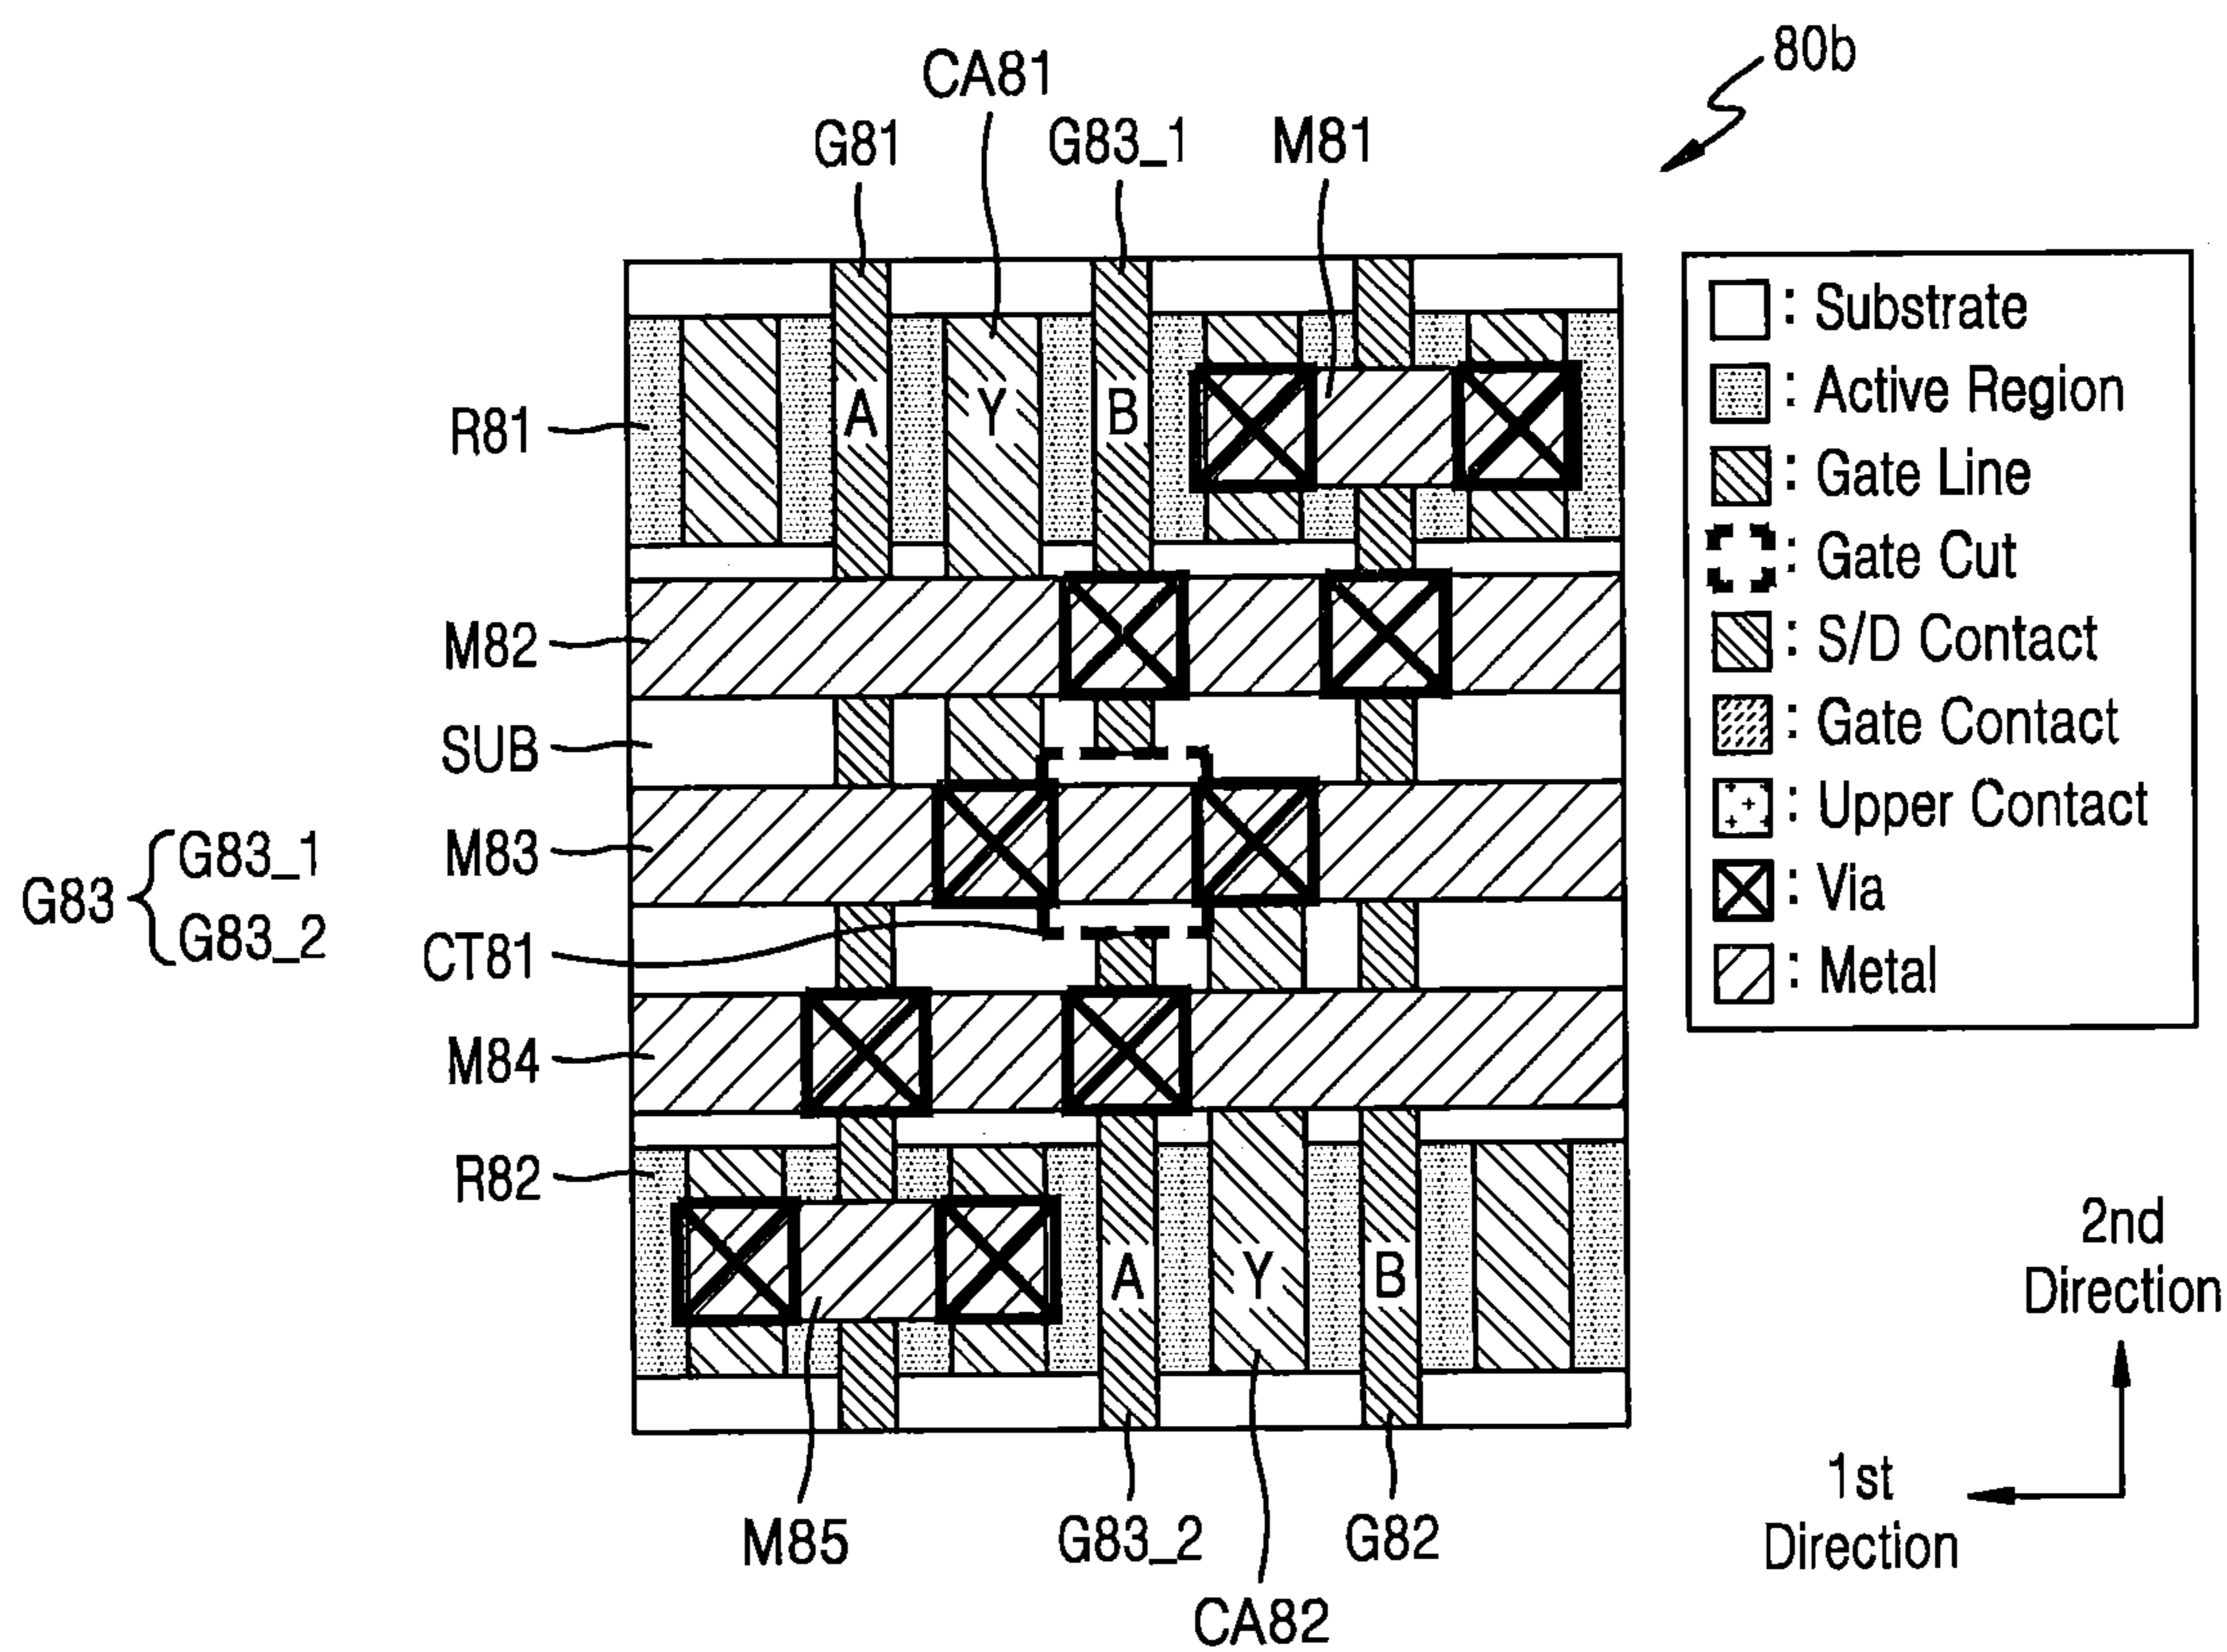 80b
CA81
G81
G83_1
M81
R81
A
Y
B
M82
SUB
M83
G83
G83_1
G83_2
CT81
M84
R82
A
Y
B
M85
G83_2
G82
CA82
: Substrate
: Active Region
: Gate Line
: Gate Cut
: S/D Contact
: Gate Contact
: Upper Contact
: Via
: Metal
2nd
Direction
1st
Direction